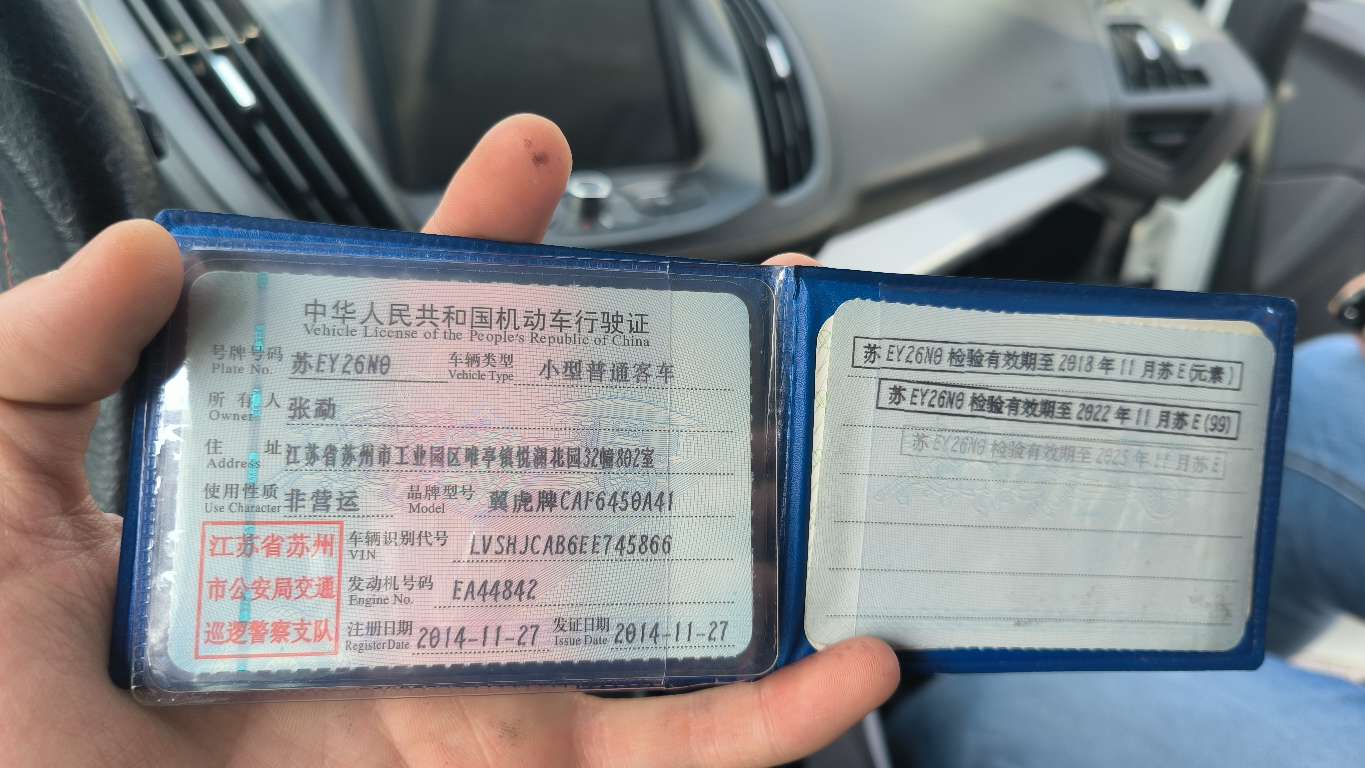 中华人民共和国机动车行驶证
Vehicle License of the People's Republic of China
号牌号码 苏EY26N0 车辆类型 小型普通客车
Plate No. Vehicle Type
所有人 张勐
Owner
住址 江苏省苏州市工业园区唯亭镇悦澜花园32幢802室
Address
使用性质 非营运 品牌型号 翼虎牌CAF6450A41
Use Character Model
江苏省苏州
市公安局交通
巡逻警察支队
车辆识别代号 LVSHJCAB6EE745866
VIN
发动机号码 EA44842
Engine No.
注册日期 2014-11-27 发证日期 2014-11-27
Register Date Issue Date
苏EY26N0检验有效期至2018年11月苏E(元素)
苏EY26N0检验有效期至2022年11月苏E(99)
苏EY26N0检验有效期至2025年11月苏E